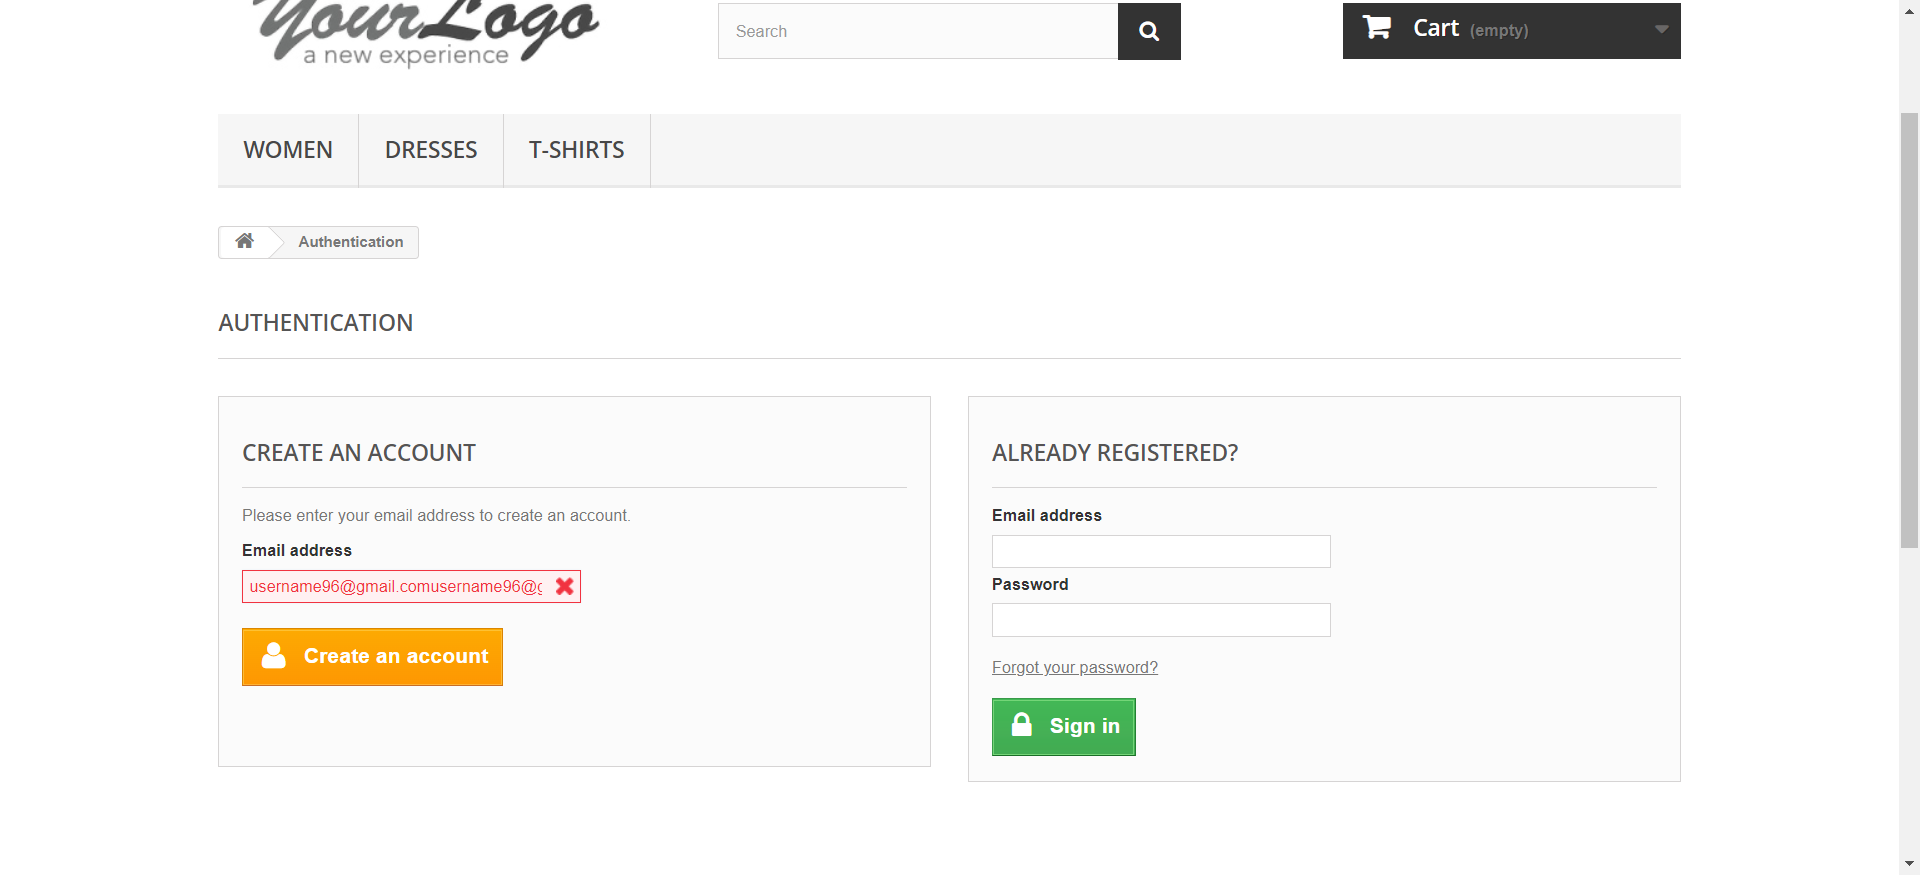 YourLogo
a new experience
Search
Cart (empty)
WOMEN
DRESSES
T-SHIRTS
Authentication
AUTHENTICATION
CREATE AN ACCOUNT
Please enter your email address to create an account.
Email address
username96@gmail.comusername96@g
Create an account
ALREADY REGISTERED?
Email address
Password
Forgot your password?
Sign in